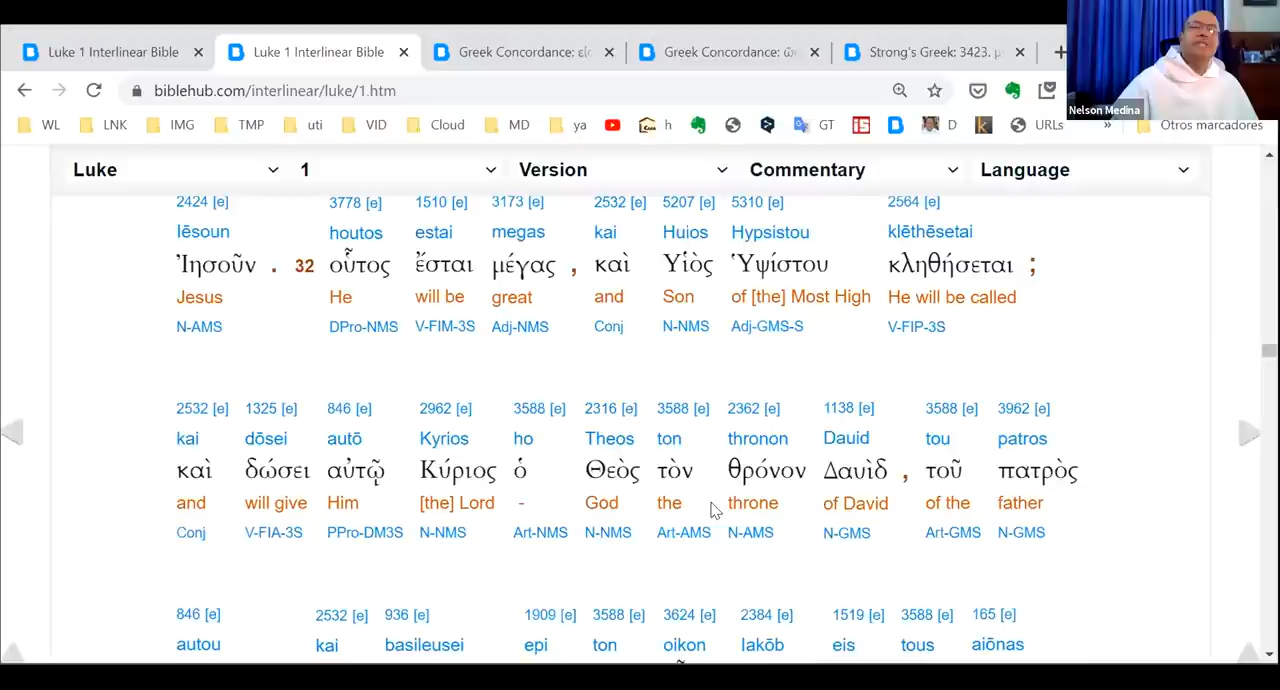 Luke 1 Interlinear Bible × Luke 1 Interlinear Bible × Greek Concordance; × Greek Concordance: × Strong's Greek: 3423. × +
biblehub.com/interlinear/luke/1.htm
WL LNK IMG TMP uti VID Cloud MD ya h GT D URLs » Otros marcadores
Nelson Medina
Luke 1 Version Commentary Language
2424 [e] 3778 [e] 1510 [e] 3173 [e] 2532 [e] 5207 [e] 5310 [e] 2564 [e]
Iēsoun houtos estai megas kai Huios Hypsistou klēthēsetai
Ἰησοῦν . 32 οὗτος ἔσται μέγας , καὶ Υἱὸς Ὑψίστου κληθήσεται ;
Jesus He will be great and Son of [the] Most High He will be called
N-AMS DPro-NMS V-FIM-3S Adj-NMS Conj N-NMS Adj-GMS-S V-FIP-3S
2532 [e] 1325 [e] 846 [e] 2962 [e] 3588 [e] 2316 [e] 3588 [e] 2362 [e] 1138 [e] 3588 [e] 3962 [e]
kai dōsei autō Kyrios ho Theos ton thronon Dauid tou patros
καὶ δώσει αὐτῷ Κύριος ὁ Θεὸς τὸν θρόνον Δαυὶδ , τοῦ πατρὸς
and will give Him [the] Lord - God the throne of David of the father
Conj V-FIA-3S PPro-DM3S N-NMS Art-NMS N-NMS Art-AMS N-AMS N-GMS Art-GMS N-GMS
846 [e] 2532 [e] 936 [e] 1909 [e] 3588 [e] 3624 [e] 2384 [e] 1519 [e] 3588 [e] 165 [e]
autou kai basileusei epi ton oikon Iakōb eis tous aiōnas